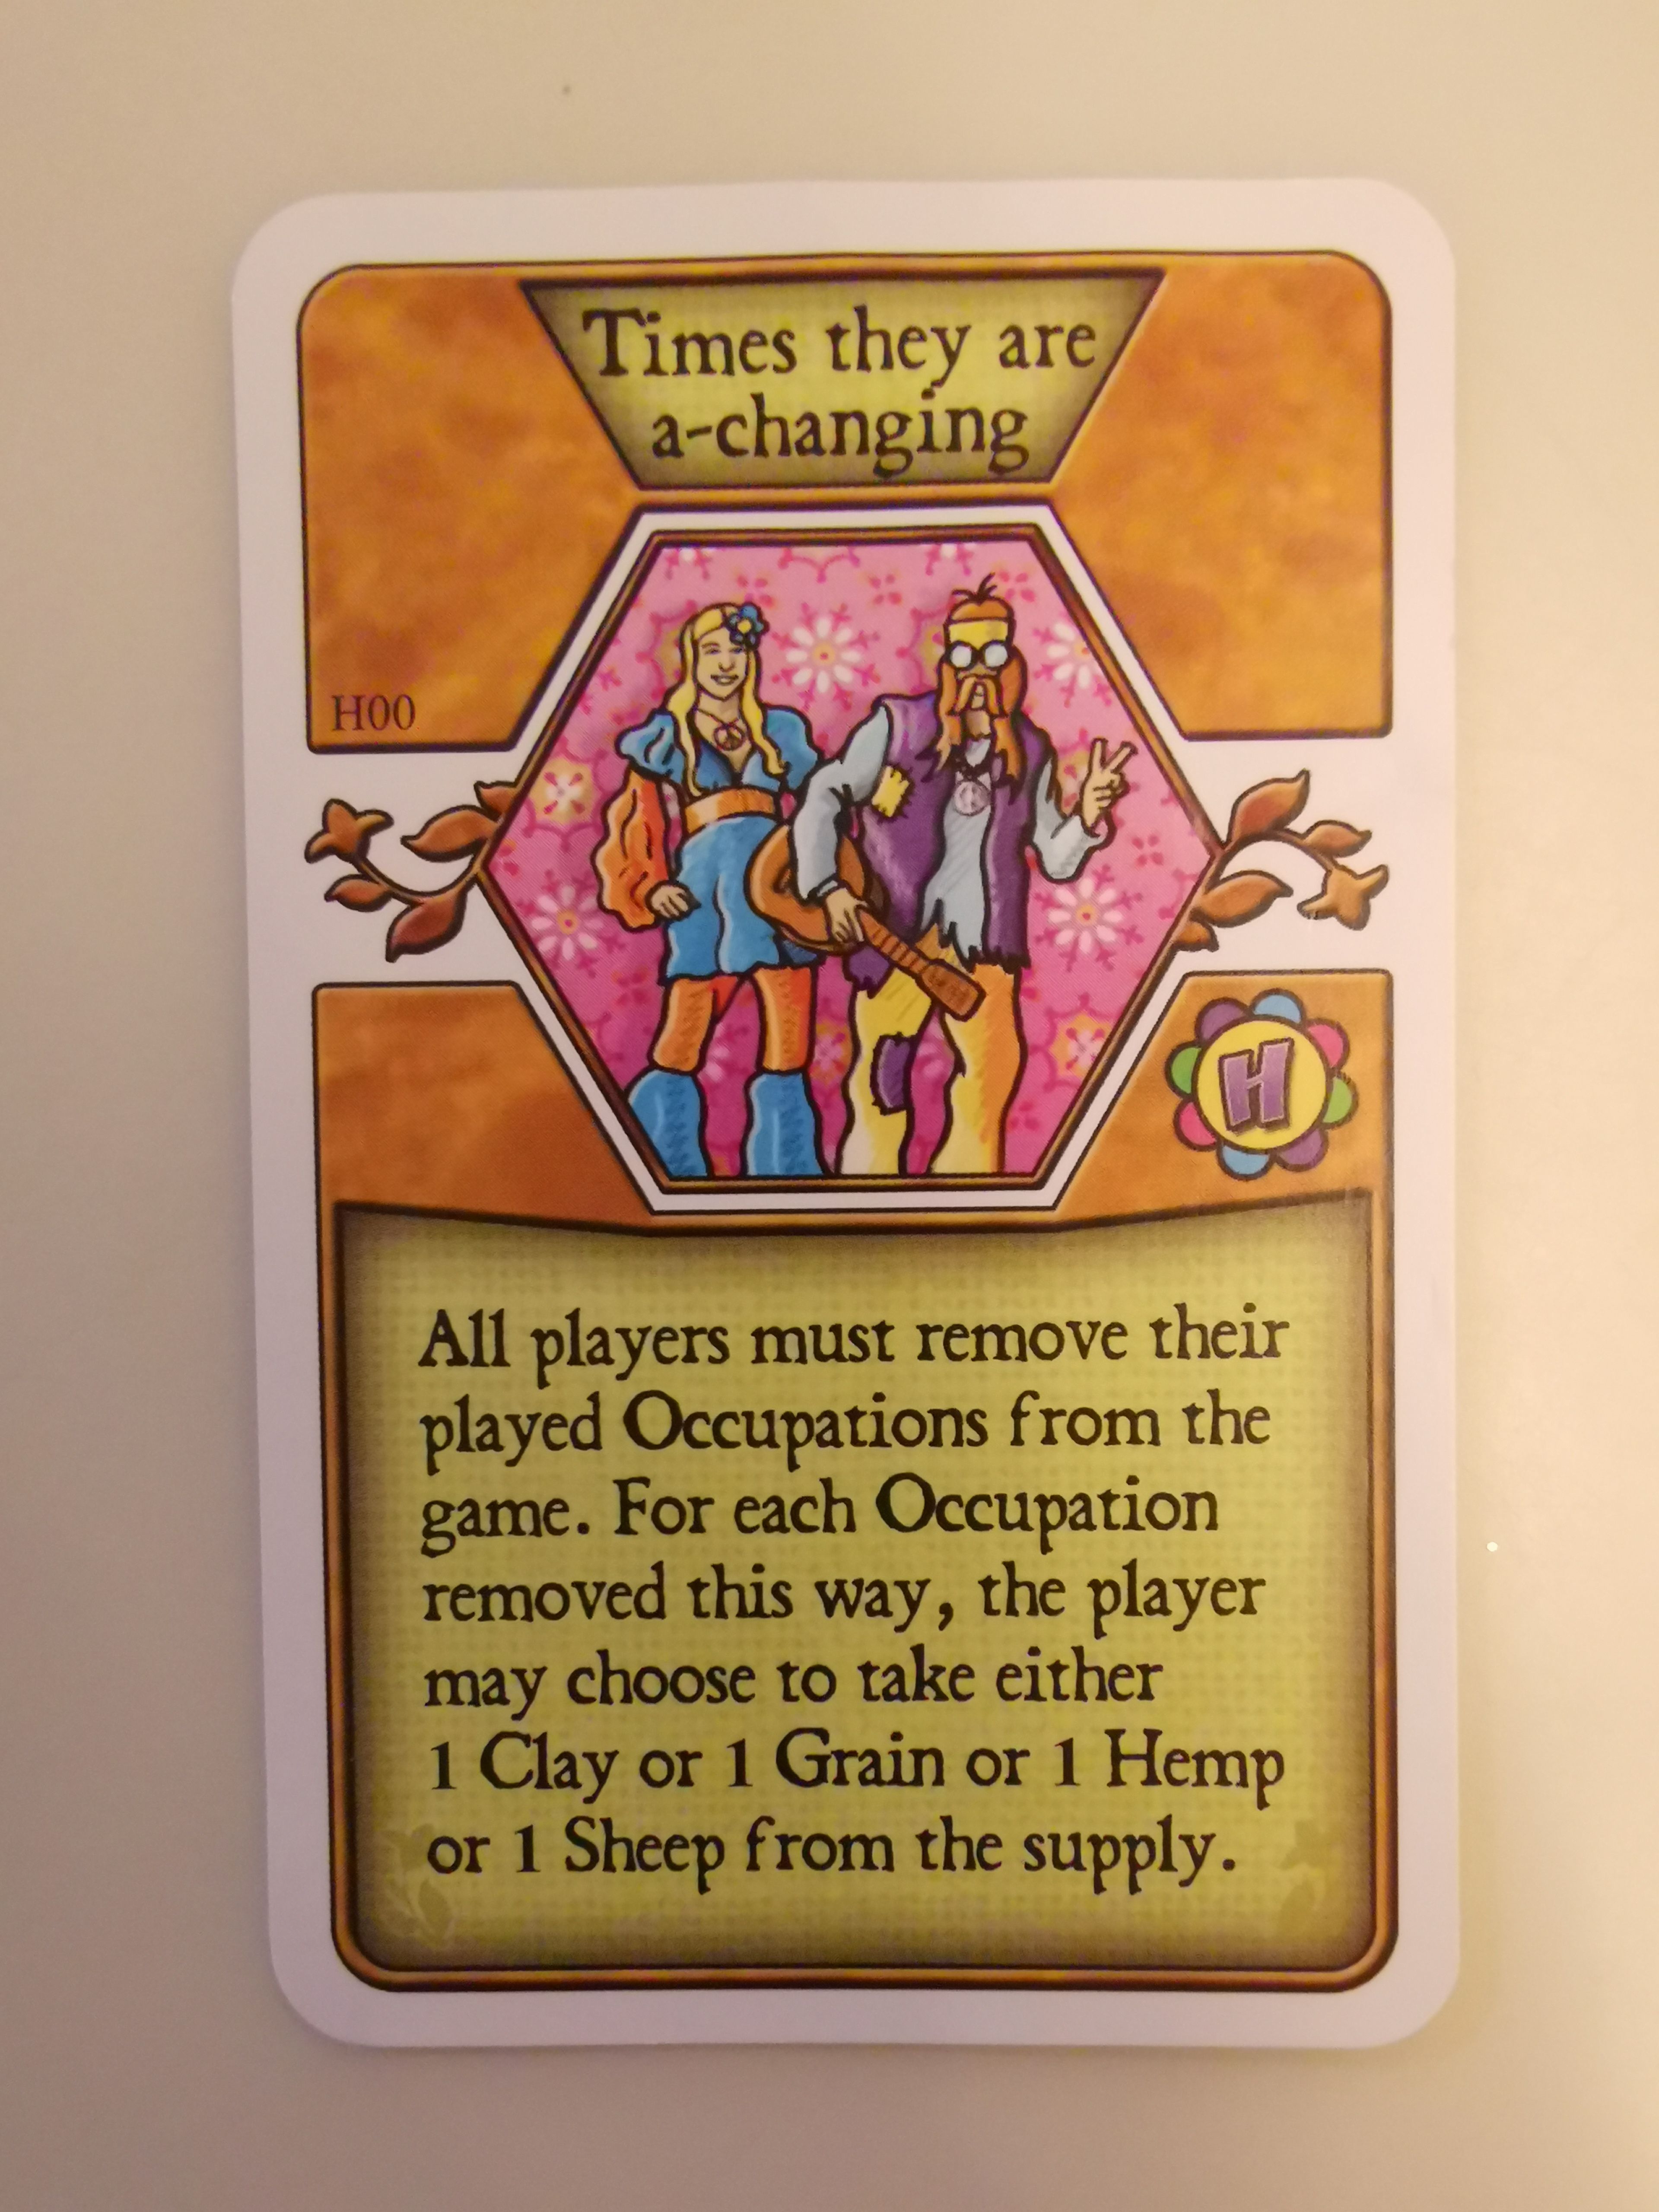 Times they are
a-changing
H00
H
All players must remove their
played Occupations from the
game. For each Occupation
removed this way, the player
may choose to take either
1 Clay or 1 Grain or 1 Hemp
or 1 Sheep from the supply.